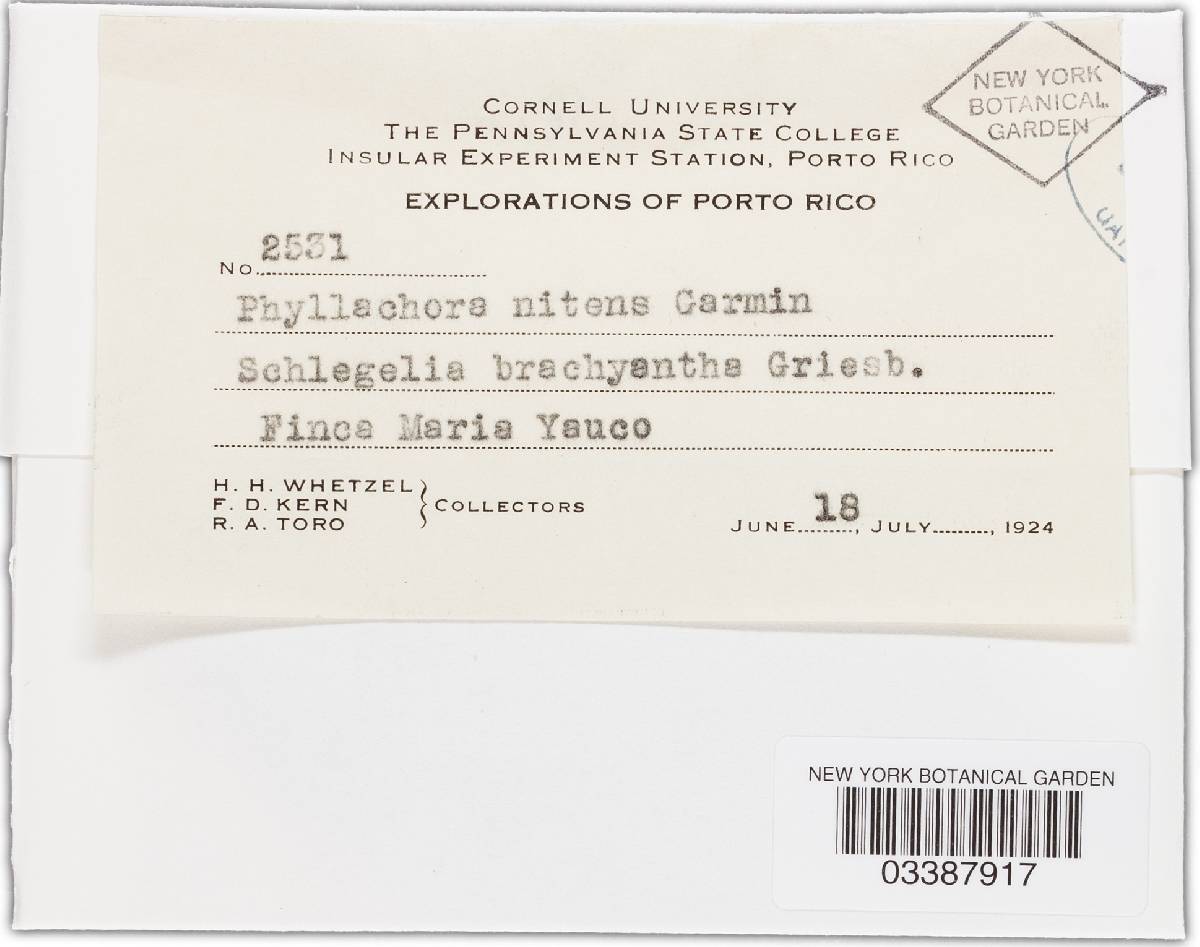 NEW YORK
BOTANICAL
GARDEN
CORNELL UNIVERSITY
THE PENNSYLVANIA STATE COLLEGE
INSULAR EXPERIMENT STATION, PORTO RICO
EXPLORATIONS OF PORTO RICO
No. 2531
Phyllachora nitens Garmin
Schlegelia brachyantha Griesb.
Finca Maria Yauco
H. H. WHETZEL
F. D. KERN
R. A. TORO
} COLLECTORS
JUNE 18, JULY, 1924
NEW YORK BOTANICAL GARDEN
03387917